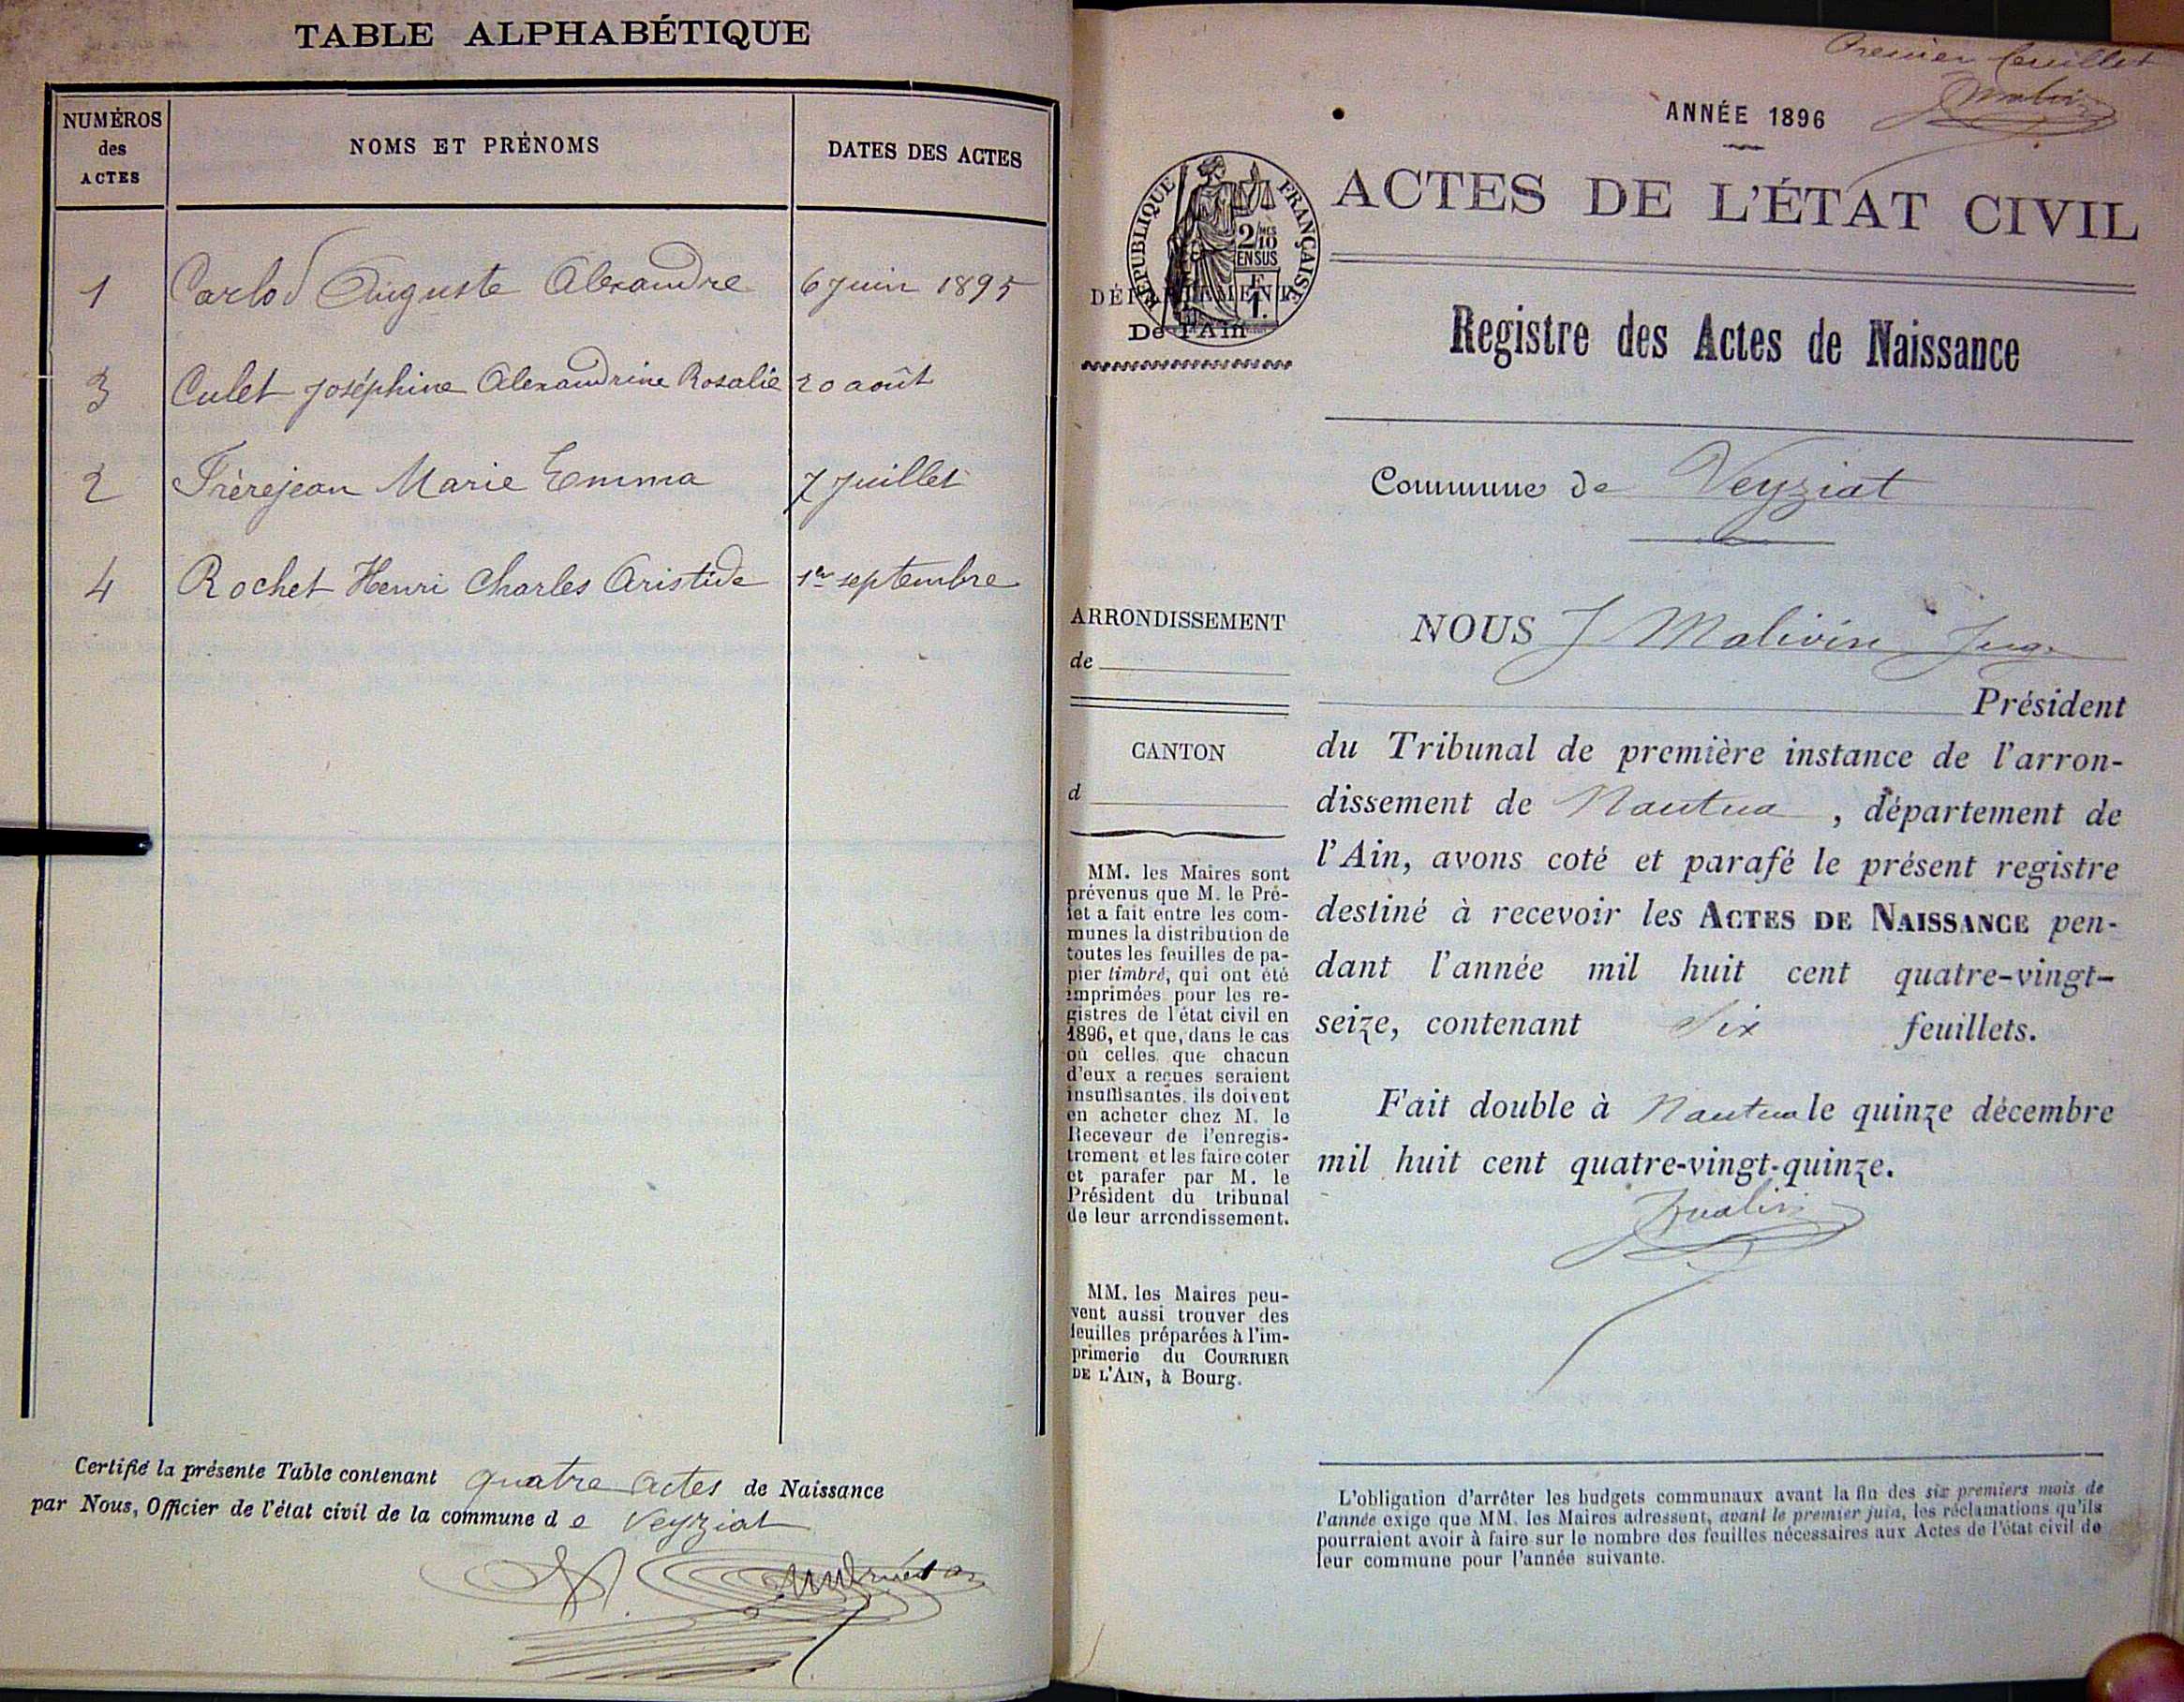 TABLE ALPHABÉTIQUE
NUMÉROS des ACTES
NOMS ET PRÉNOMS
DATES DES ACTES
1 Carlod Auguste Alexandre 6 juin 1895
3 Culet Joséphine Alexandrine Rosalie 20 août
2 Frèrejean Marie Emma 7 Juillet
4 Rochet Henri Charles Aristide 1er septembre
Certifié la présente Table contenant quatre actes de Naissance
par Nous, Officier de l'état civil de la commune d e Veyziat
Premier feuillet
ANNÉE 1896
ACTES DE L'ÉTAT CIVIL
RÉPUBLIQUE FRANÇAISE
2/10 MES
EN SUS
F
1.
DÉPARTEMENT
De l'Ain
Registre des Actes de Naissance
Commune de Veyziat
ARRONDISSEMENT
de
CANTON
d
MM. les Maires sont
prévenus que M. le Pré-
fet a fait entre les com-
munes la distribution de
toutes les feuilles de pa-
pier timbré, qui ont été
imprimées pour les re-
gistres de l'état civil en
1896, et que, dans le cas
où celles que chacun
d'eux a reçues seraient
insuffisantes, ils doivent
en acheter chez M. le
Receveur de l'enregis-
trement et les faire coter
et parafer par M. le
Président du tribunal
de leur arrondissement.
MM. les Maires peu-
vent aussi trouver des
feuilles préparées à l'im-
primerie du COURRIER
DE L'AIN, à Bourg.
NOUS J Malivin Juge
Président
du Tribunal de première instance de l'arron-
dissement de Nantua , département de
l'Ain, avons coté et parafé le présent registre
destiné à recevoir les ACTES DE NAISSANCE pen-
dant l'année mil huit cent quatre-vingt-
seize, contenant Six feuillets.
Fait double à Nantua le quinze décembre
mil huit cent quatre-vingt-quinze.
L'obligation d'arrêter les budgets communaux avant la fin des six premiers mois de
l'année exige que MM. les Maires adressent, avant le premier juin, les réclamations qu'ils
pourraient avoir à faire sur le nombre des feuilles nécessaires aux Actes de l'état civil de
leur commune pour l'année suivante.